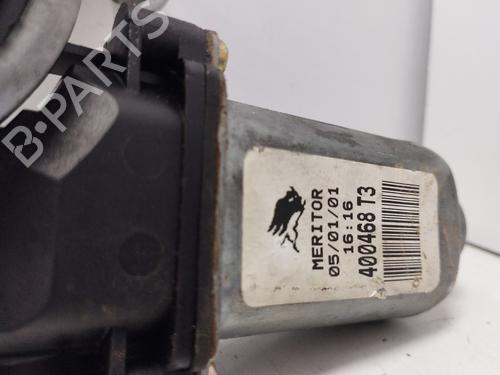 MERITOR
05/01/01
16:16
400468 T3
B-PARTS